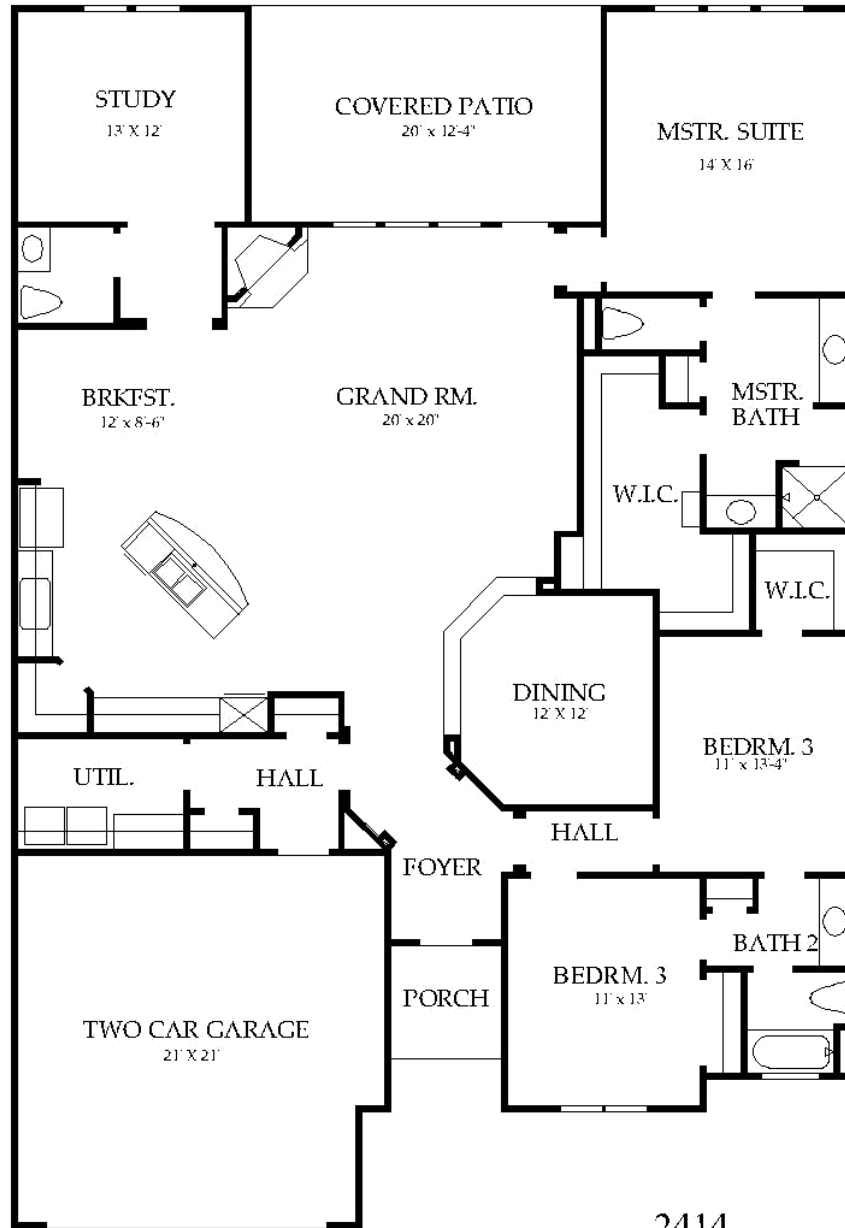 STUDY
13' X 12'
COVERED PATIO
20' x 12'-4"
MSTR. SUITE
14' X 16'
BRKFST.
12' x 8'-6"
GRAND RM.
20' x 20'
MSTR.
BATH
W.I.C.
W.I.C.
DINING
12' X 12'
BEDRM. 3
11' x 13'-4"
UTIL.
HALL
HALL
FOYER
BATH 2
BEDRM. 3
11' x 13'
PORCH
TWO CAR GARAGE
21' X 21'
2414